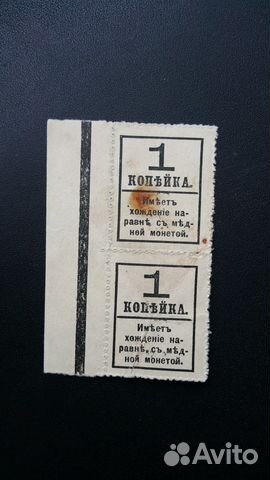 1
КОПѢЙКА.
Имѣетъ
хожденіе на-
равнѣ съ мѣд-
ной монетой.
1
КОПѢЙКА.
Имѣетъ
хожденіе на-
равнѣ съ мѣд-
ной монетой.
Avito